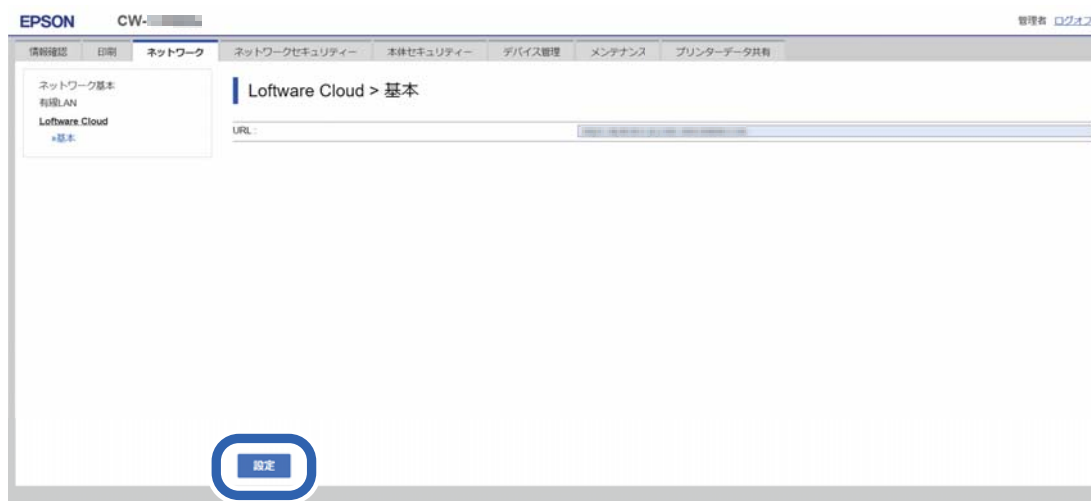 EPSON CW-
管理者 ログオフ
情報確認 印刷 ネットワーク ネットワークセキュリティー 本体セキュリティー デバイス管理 メンテナンス プリンターデータ共有
ネットワーク基本
有線LAN
Loftware Cloud
»基本
Loftware Cloud > 基本
URL :
設定